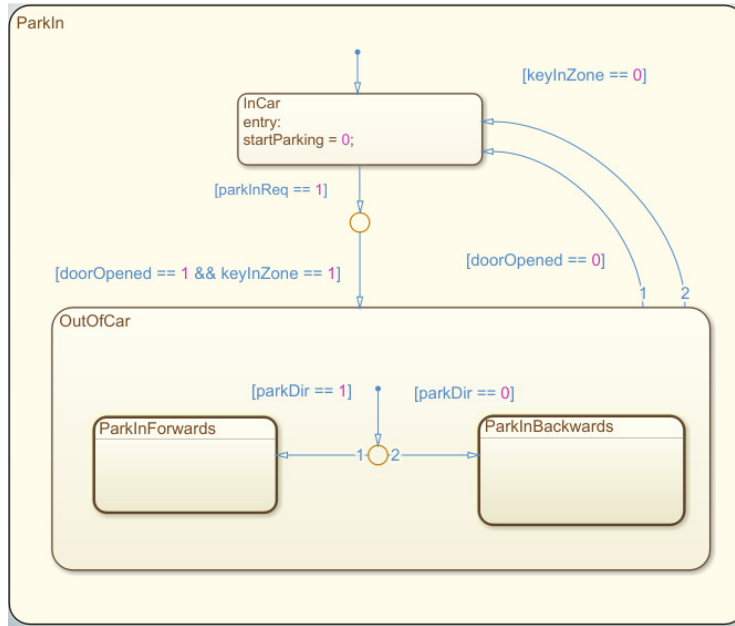 ParkIn
[keyInZone == 0]
InCar
entry:
startParking = 0;
[parkInReq == 1]
[doorOpened == 1 && keyInZone == 1]
[doorOpened == 0]
1
2
OutOfCar
[parkDir == 1]
[parkDir == 0]
ParkInForwards
ParkInBackwards
1
2